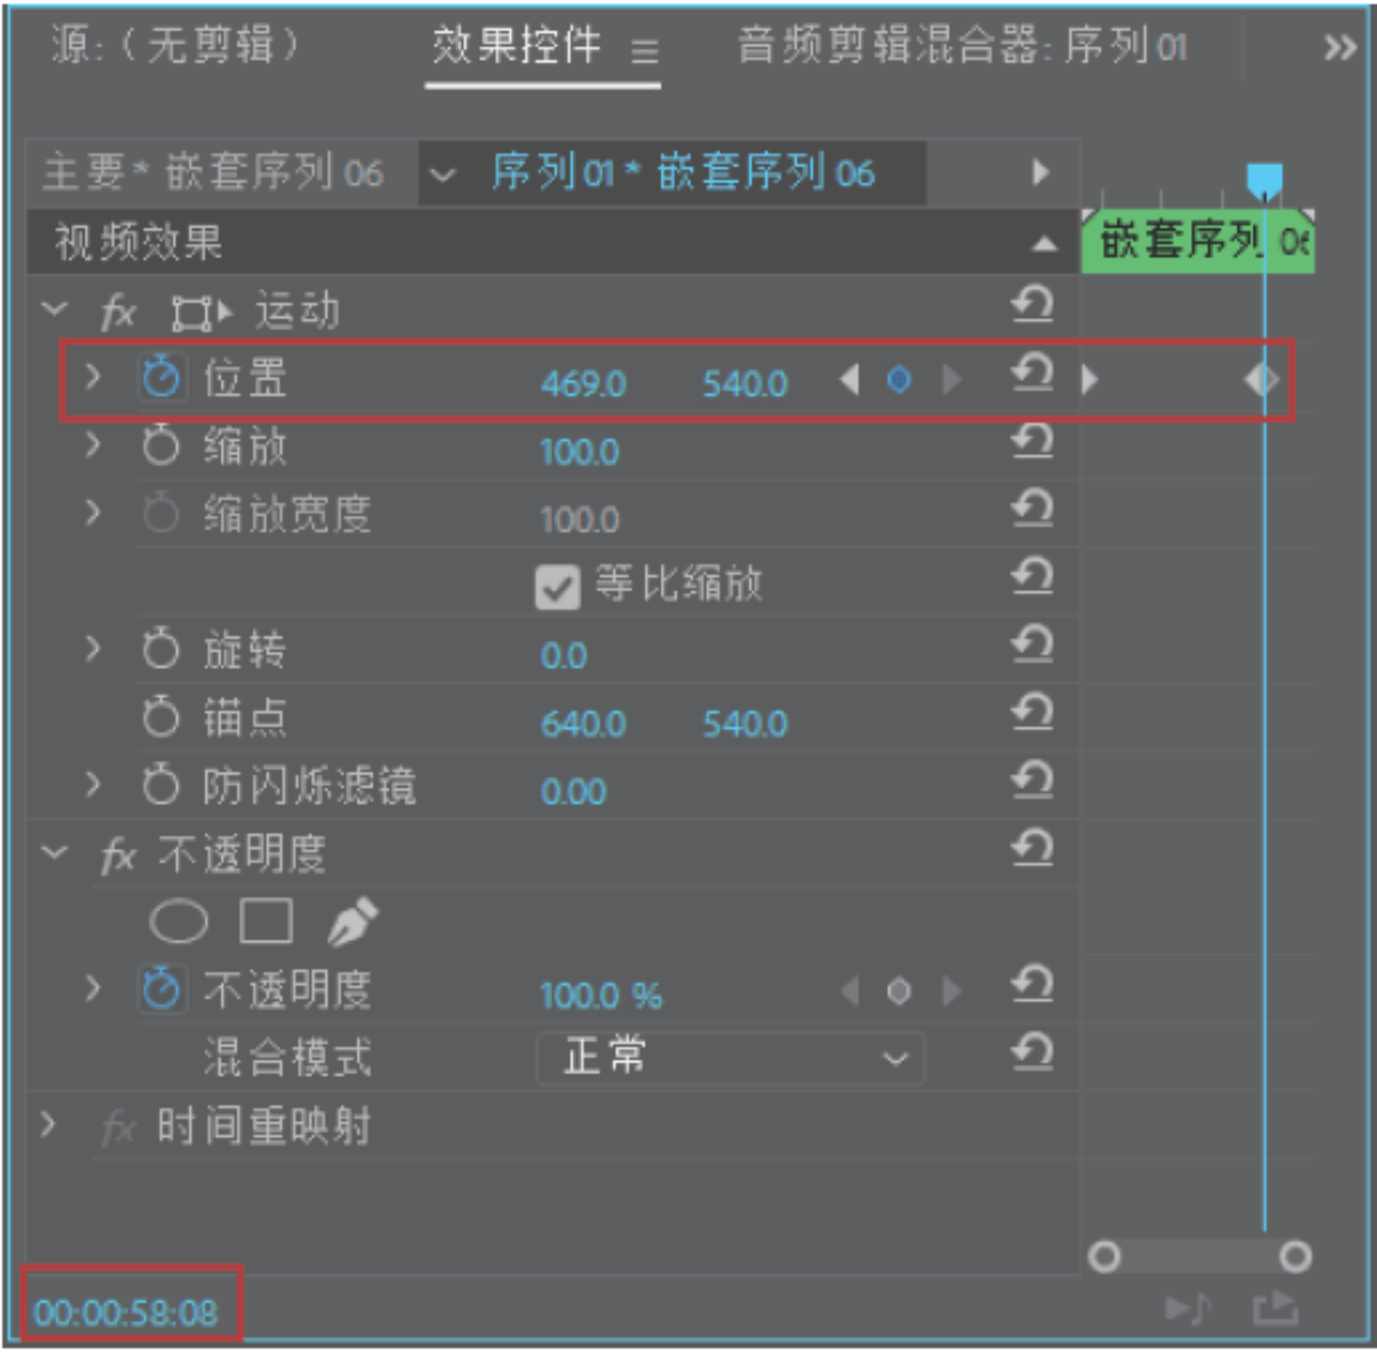 源:（无剪辑） 效果控件 音频剪辑混合器: 序列 01
主要* 嵌套序列 06 序列 01 * 嵌套序列 06
视频效果 嵌套序列 06
fx 运动
位置 469.0 540.0
缩放 100.0
缩放宽度 100.0
等比缩放
旋转 0.0
锚点 640.0 540.0
防闪烁滤镜 0.00
fx 不透明度
不透明度 100.0 %
混合模式 正常
fx 时间重映射
00:00:58:08